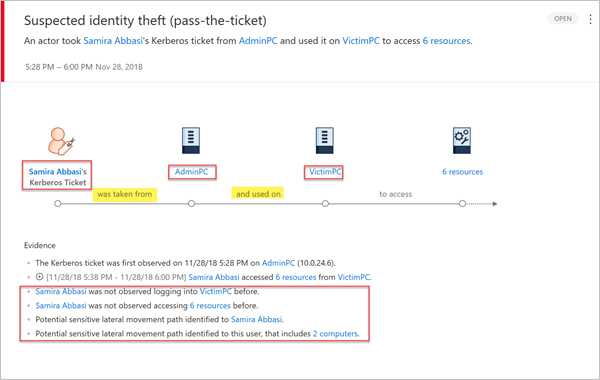 Suspected identity theft (pass-the-ticket)
OPEN
An actor took Samira Abbasi's Kerberos ticket from AdminPC and used it on VictimPC to access 6 resources.
5:28 PM – 6:00 PM Nov 28, 2018
Samira Abbasi's
Kerberos Ticket
AdminPC
VictimPC
6 resources
was taken from
and used on
to access
Evidence
The Kerberos ticket was first observed on 11/28/18 5:28 PM on AdminPC (10.0.24.6).
[11/28/18 5:38 PM - 11/28/18 6:00 PM] Samira Abbasi accessed 6 resources from VictimPC.
Samira Abbasi was not observed logging into VictimPC before.
Samira Abbasi was not observed accessing 6 resources before.
Potential sensitive lateral movement path identified to Samira Abbasi.
Potential sensitive lateral movement path identified to this user, that includes 2 computers.